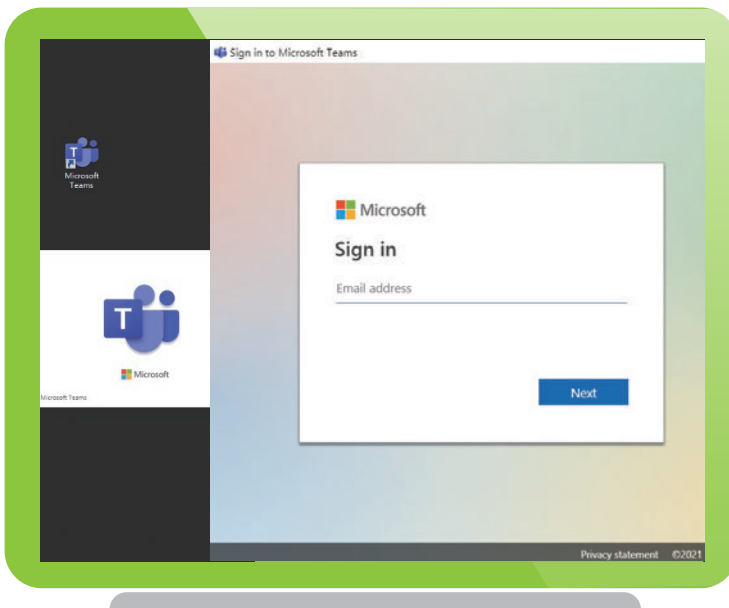 Sign in to Microsoft Teams
T
Microsoft
Teams
Microsoft
Sign in
Email address
Next
T
Microsoft
Microsoft Teams
Privacy statement ©2021